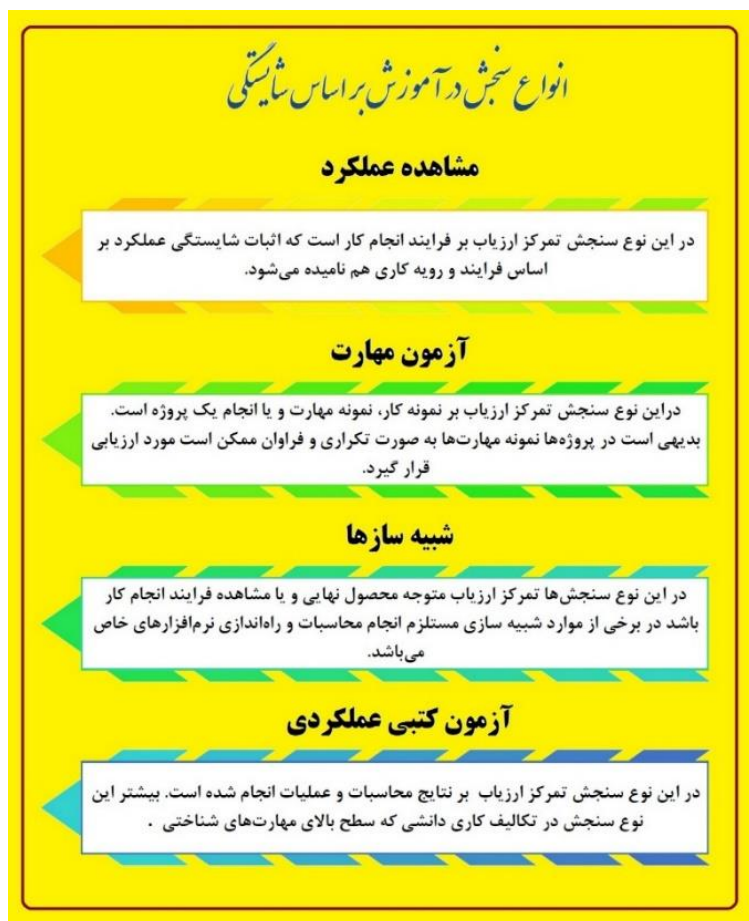 انواع سنجش در آموزش بر اساس شایستگی
مشاهده عملکرد
در این نوع سنجش تمرکز ارزیاب بر فرایند انجام کار است که اثبات شایستگی عملکرد بر
اساس فرایند و رویه کاری هم نامیده می‌شود.
آزمون مهارت
دراین نوع سنجش تمرکز ارزیاب بر نمونه کار، نمونه مهارت و یا انجام یک پروژه است.
بدیهی است در پروژه‌ها نمونه مهارت‌ها به صورت تکراری و فراوان ممکن است مورد ارزیابی
قرار گیرد.
شبیه سازها
در این نوع سنجش‌ها تمرکز ارزیاب متوجه محصول نهایی و یا مشاهده فرایند انجام کار
باشد در برخی از موارد شبیه سازی مستلزم انجام محاسبات و راه‌اندازی نرم‌افزارهای خاص
می‌باشد.
آزمون کتبی عملکردی
در این نوع سنجش تمرکز ارزیاب بر نتایج محاسبات و عملیات انجام شده است. بیشتر این
نوع سنجش در تکالیف کاری دانشی که سطح بالای مهارت‌های شناختی .